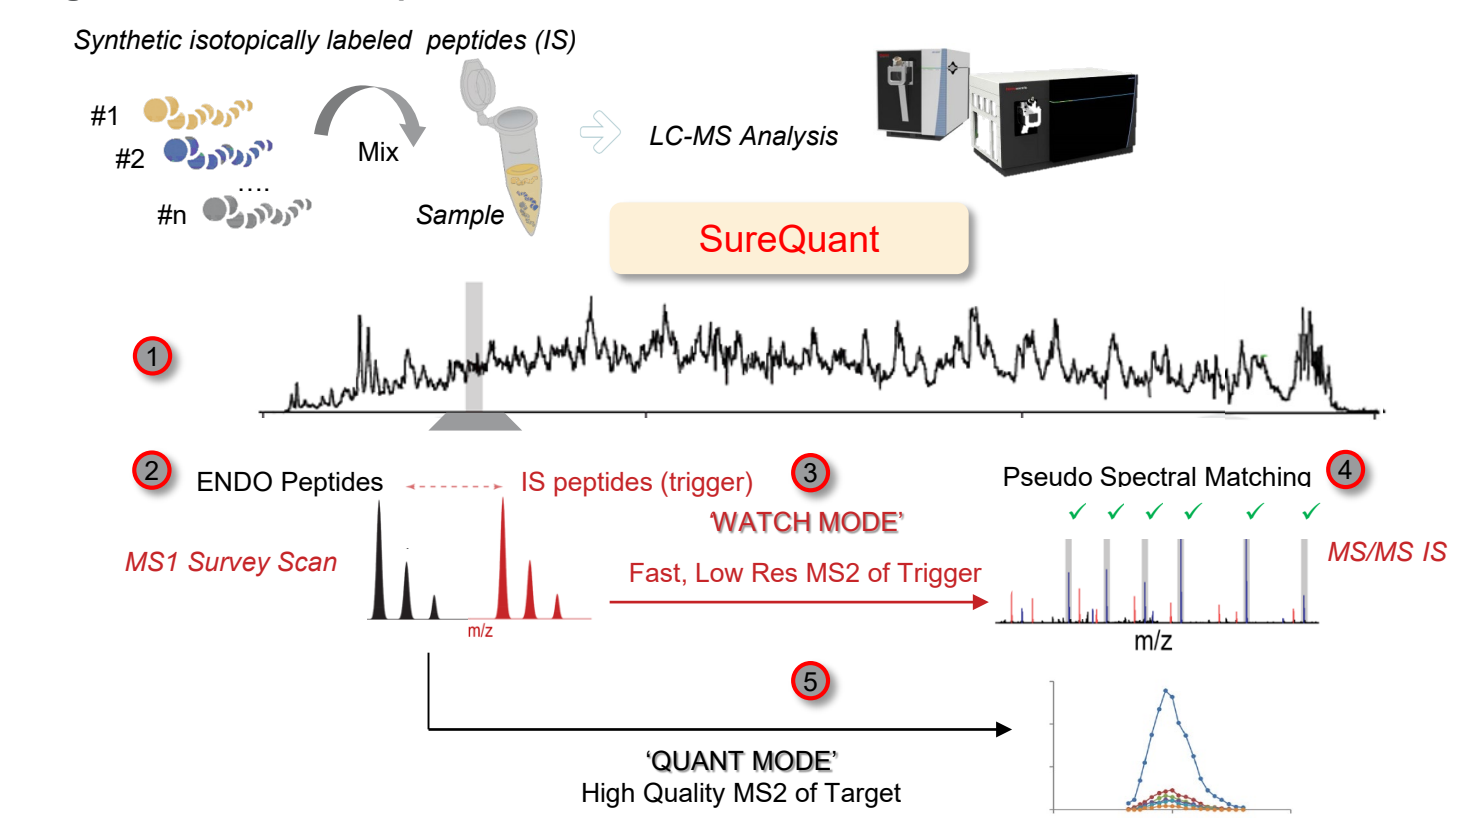 Synthetic isotopically labeled peptides (IS)
#1
#2
....
#n
Mix
Sample
LC-MS Analysis
SureQuant
1
2
ENDO Peptides
IS peptides (trigger)
3
Pseudo Spectral Matching
4
'WATCH MODE'
MS1 Survey Scan
Fast, Low Res MS2 of Trigger
MS/MS IS
m/z
m/z
5
‘QUANT MODE’
High Quality MS2 of Target